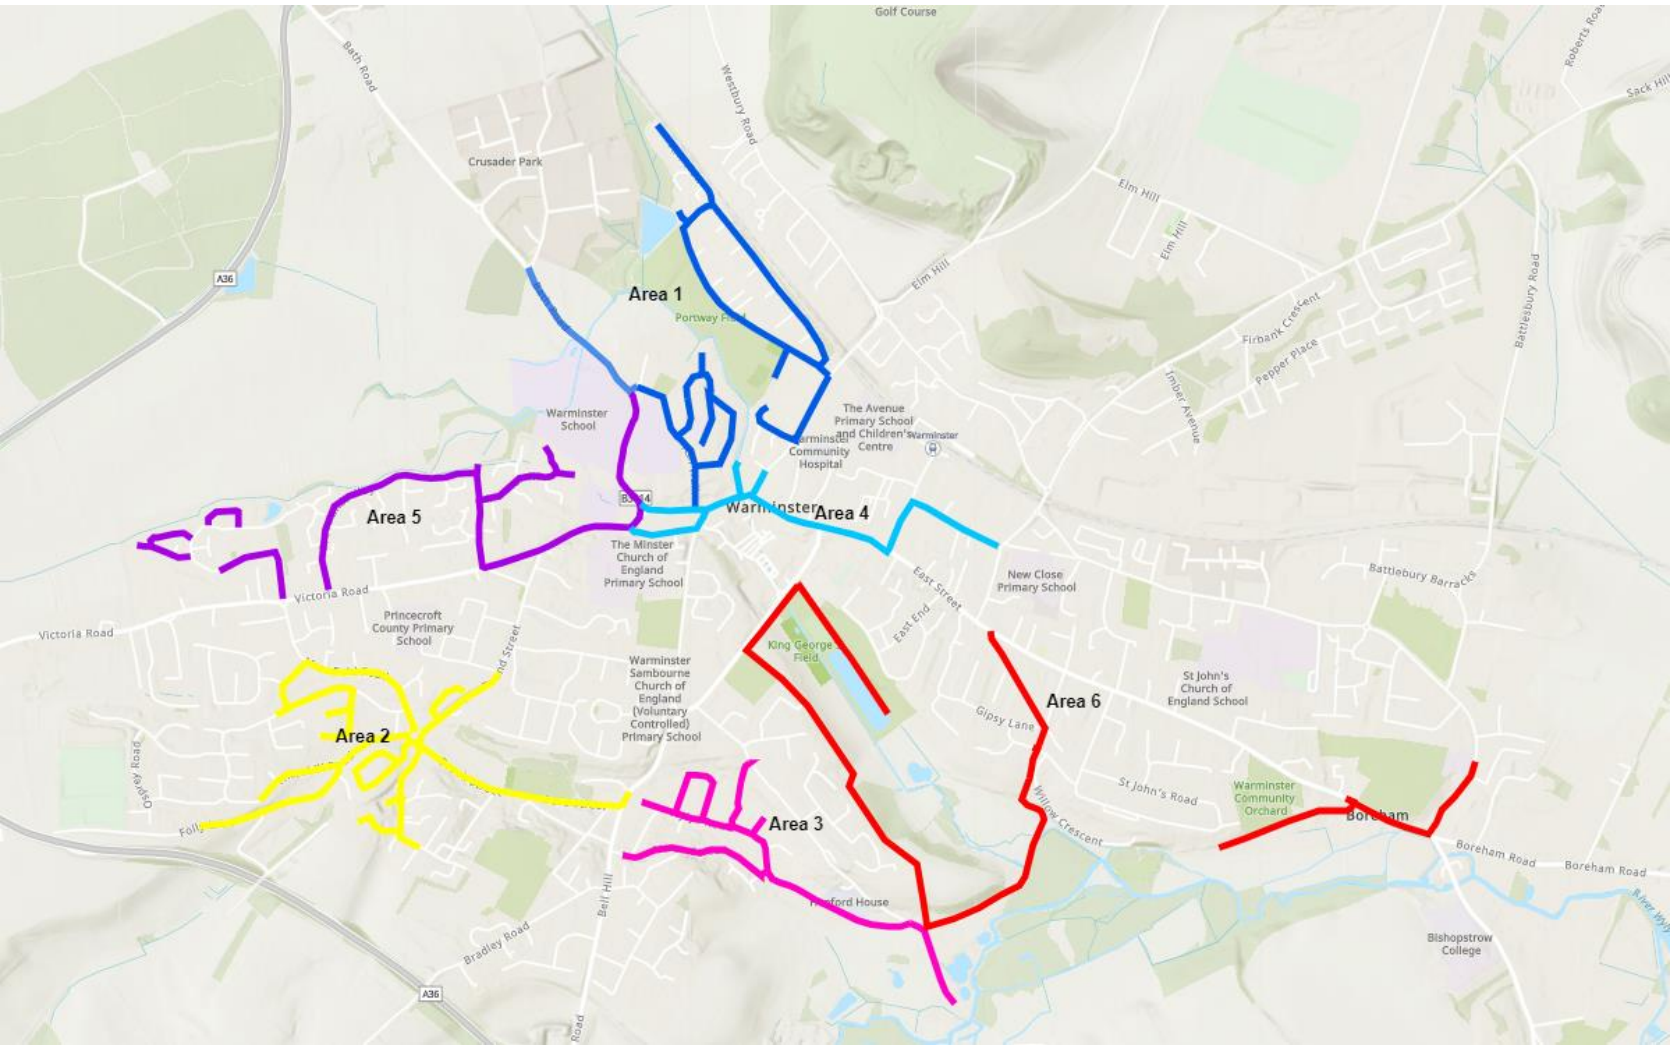 Golf Course
Bath Road
Westbury Road
Roberts Road
Sack Hill
Crusader Park
Elm Hill
Elm Hill
Elm Hill
A36
Area 1
Portway
Battlesbury Road
Firbank Crescent
Pepper Place
Imber Avenue
Warminster
School
The Avenue
Primary School
and Children's
Centre
Warminster
Community
Hospital
Area 5
Warminster
Area 4
The Minster
Church of
England
Primary School
New Close
Primary School
Battlebury Barracks
East Street
East End
Victoria Road
Victoria Road
Princecroft
County Primary
School
King George
Field
Warminster
Sambourne
Church of
England
(Voluntary
Controlled)
Primary School
St John's
Church of
England School
Gipsy Lane
Area 6
Area 2
Osprey Road
St John's Road
Warminster
Community
Orchard
Willow Crescent
Boreham
Area 3
Folly
Boreham Road
Boreham Road
Bell Hill
House
River
Bradley Road
Bishopstrow
College
A36
Road